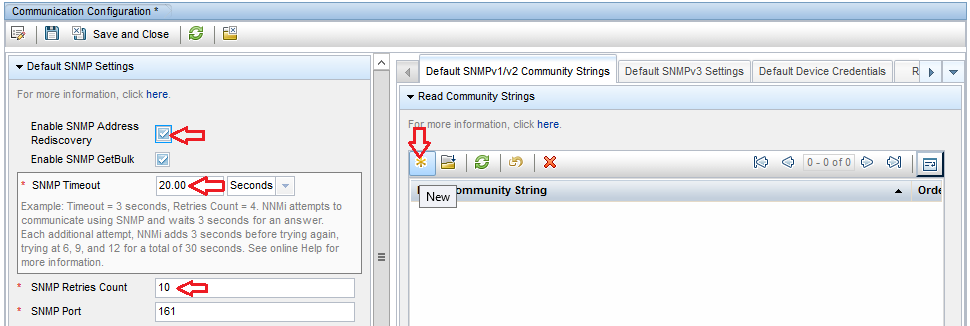 Communication Configuration *
Save and Close
Default SNMP Settings
For more information, click here.
Enable SNMP Address
Rediscovery
Enable SNMP GetBulk
* SNMP Timeout 20.00 Seconds
Example: Timeout = 3 seconds, Retries Count = 4. NNMi attempts to
communicate using SNMP and waits 3 seconds for an answer.
Each additional attempt, NNMi adds 3 seconds before trying again,
trying at 6, 9, and 12 for a total of 30 seconds. See online Help for
more information.
* SNMP Retries Count 10
* SNMP Port 161
Default SNMPv1/v2 Community Strings Default SNMPv3 Settings Default Device Credentials R
Read Community Strings
For more information, click here.
0 - 0 of 0
Community String Orde
New